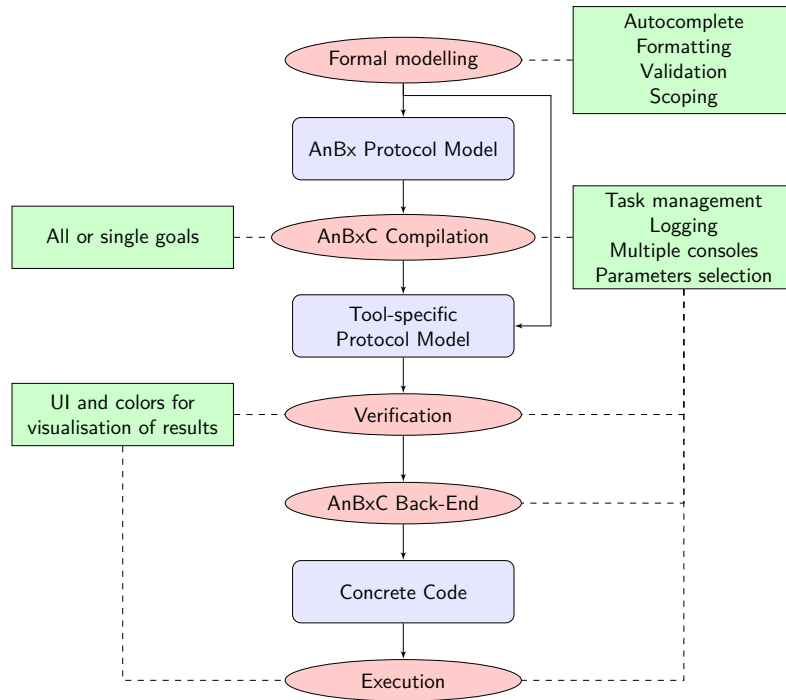 Formal modelling
Autocomplete
Formatting
Validation
Scoping
AnBx Protocol Model
All or single goals
AnBxC Compilation
Task management
Logging
Multiple consoles
Parameters selection
Tool-specific
Protocol Model
UI and colors for
visualisation of results
Verification
AnBxC Back-End
Concrete Code
Execution